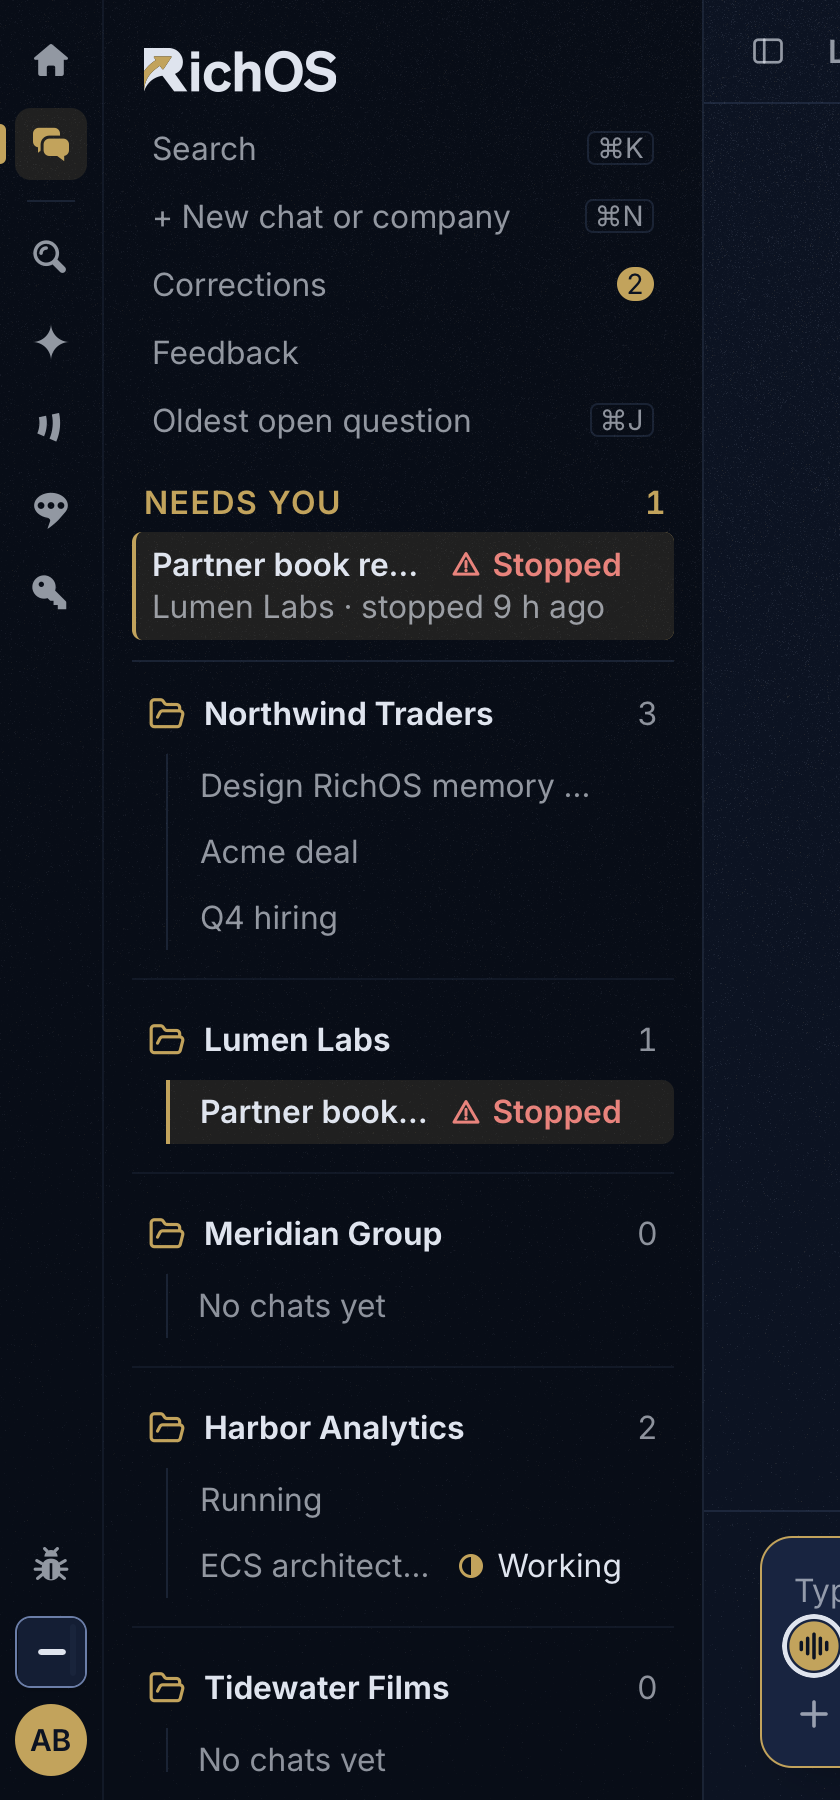 RichOS
Search ⌘K
+ New chat or company ⌘N
Corrections 2
Feedback
Oldest open question ⌘J
NEEDS YOU 1
Partner book re... Stopped
Lumen Labs · stopped 9 h ago
Northwind Traders 3
Design RichOS memory ...
Acme deal
Q4 hiring
Lumen Labs 1
Partner book... Stopped
Meridian Group 0
No chats yet
Harbor Analytics 2
Running
ECS architect... Working
Tidewater Films 0
No chats yet
AB
L
Typ